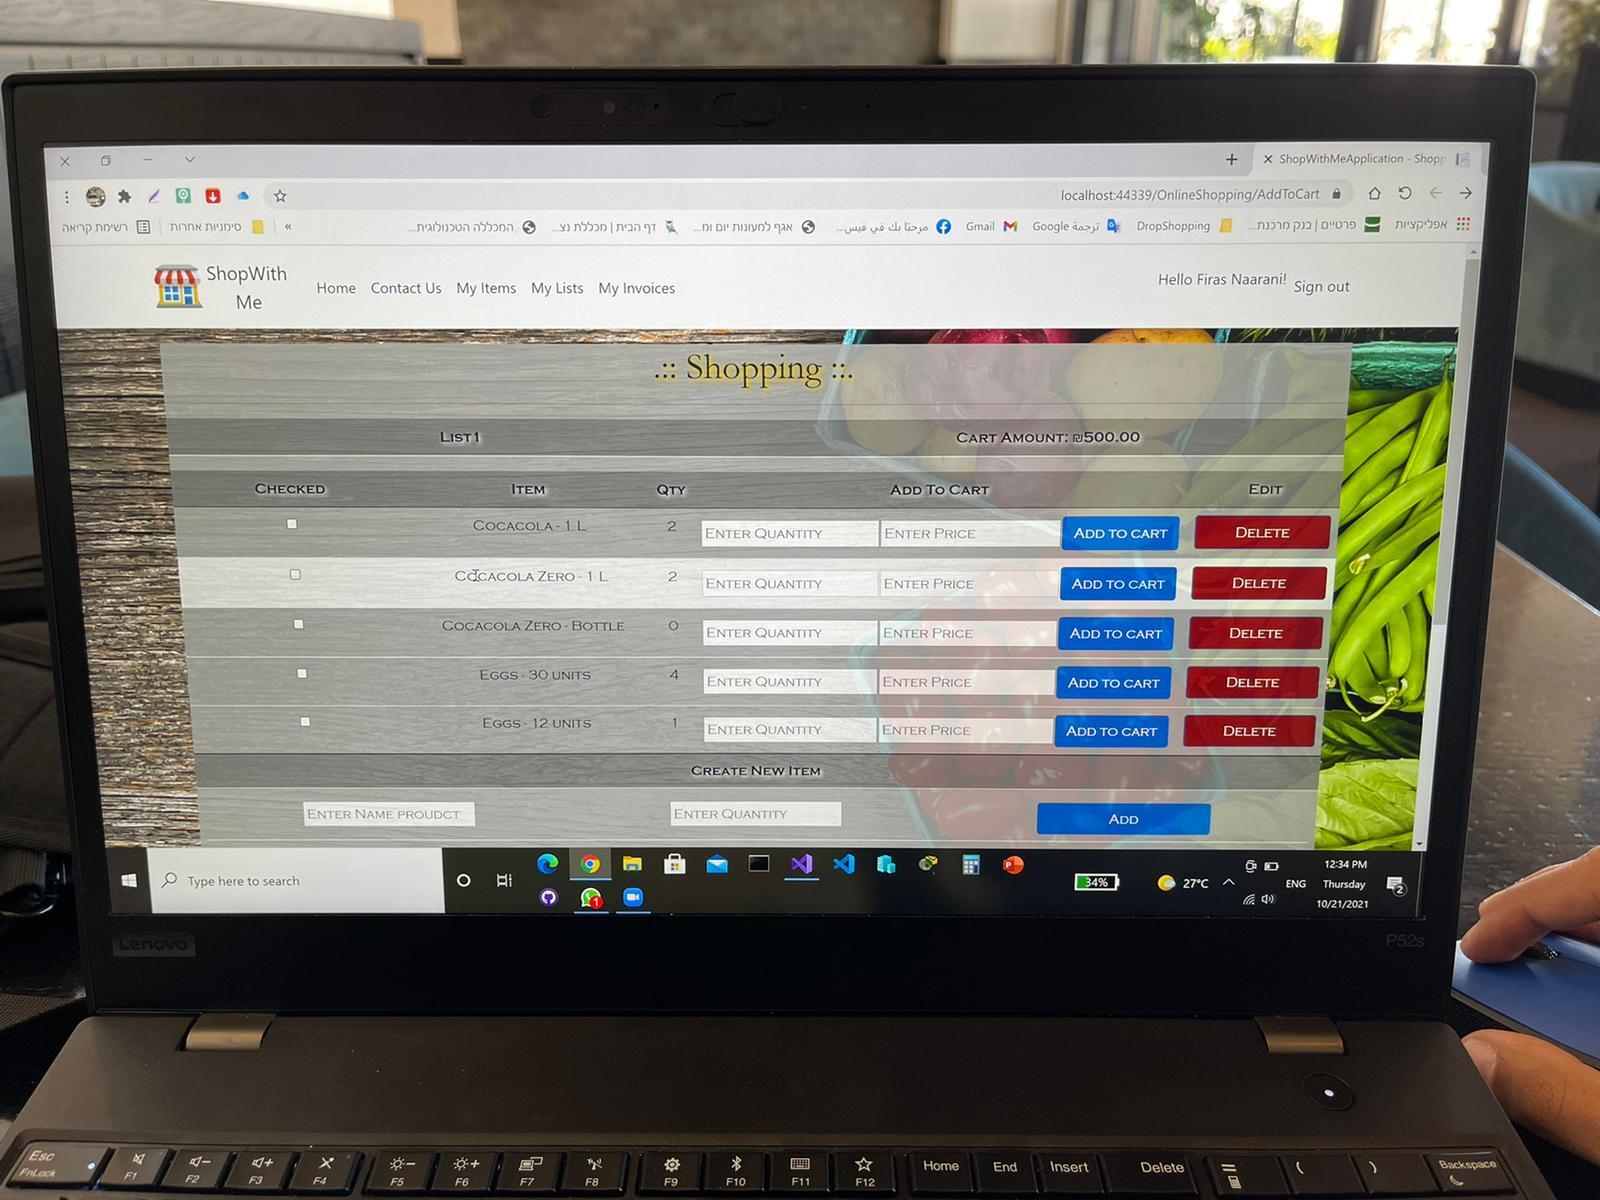 ShopWithMeApplication - Shopp
localhost:44339/OnlineShopping/AddToCart
אפליקציות
פרטיים | בנק מרכנת...
DropShopping
ترجمة Google
Gmail
مرحبًا بك في فيس...
אגף למעונות יום ומ...
דף הבית | מכללת נצ...
המכללה הטכנולוגית...
»
סימניות אחרות
רשימת קריאה
ShopWith
Me
Home Contact Us My Items My Lists My Invoices
Hello Firas Naarani! Sign out
.:: Shopping ::.
List1 Cart Amount: ₪500.00
Checked Item Qty Add To Cart Edit
Cocacola - 1 L 2 Enter Quantity Enter Price Add to cart Delete
Cocacola Zero - 1 L 2 Enter Quantity Enter Price Add to cart Delete
Cocacola Zero - Bottle 0 Enter Quantity Enter Price Add to cart Delete
Eggs - 30 units 4 Enter Quantity Enter Price Add to cart Delete
Eggs - 12 units 1 Enter Quantity Enter Price Add to cart Delete
Create New Item
Enter Name proudct Enter Quantity Add
Type here to search
34%
27°C
ENG
12:34 PM
Thursday
10/21/2021
2
1
Lenovo
P52s
Esc
FnLock
F1 F2 F3 F4 F5 F6 F7 F8 F9 F10 F11 F12
Home End Insert Delete = ( ) Backspace